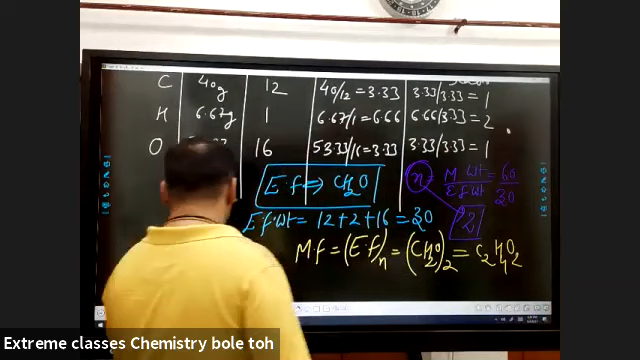 C 40g 12 40/12 = 3.33 3.33/3.33 = 1
H 6.67g 1 6.67/1 = 6.66 6.66/3.33 = 2
O 16 53.33/16 = 3.33 3.33/3.33 = 1
E.f ⇒ CH2O
n = M wt/Ef wt = 60/30
2
E f wt = 12 + 2 + 16 = 30
M f = (E f)n = (CH2O)2 = C2H4O2
Extreme classes Chemistry bole toh